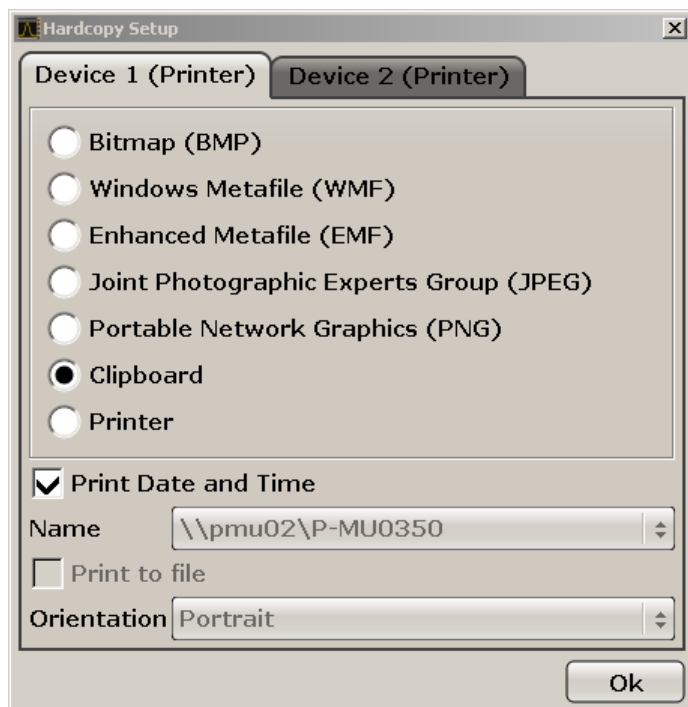 Hardcopy Setup
Device 1 (Printer) Device 2 (Printer)
Bitmap (BMP)
Windows Metafile (WMF)
Enhanced Metafile (EMF)
Joint Photographic Experts Group (JPEG)
Portable Network Graphics (PNG)
Clipboard
Printer
Print Date and Time
Name \\pmu02\P-MU0350
Print to file
Orientation Portrait
Ok